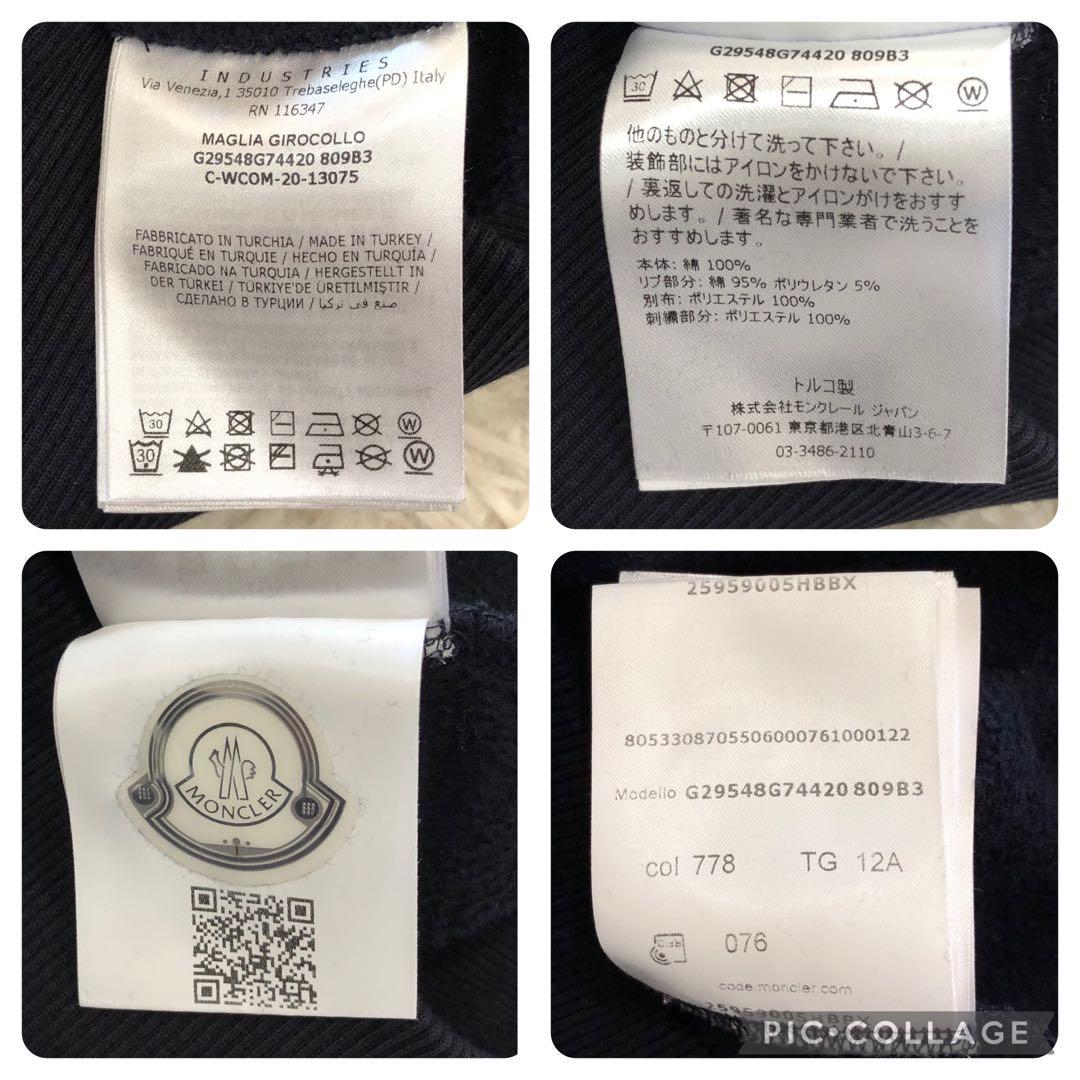 INDUSTRIES
Via Venezia,1 35010 Trebaseleghe(PD) Italy
RN 116347
MAGLIA GIROCOLLO
G29548G74420 809B3
C-WCOM-20-13075
FABBRICATO IN TURCHIA / MADE IN TURKEY /
FABRIQUÉ EN TURQUIE / HECHO EN TURQUÍA /
FABRICADO NA TURQUIA / HERGESTELLT IN
DER TÜRKEI / TÜRKIYE'DE ÜRETILMIŞTIR /
СДЕЛАНО В ТУРЦИИ / صنع في تركيا
30
W
30
W
G29548G74420 809B3
30
W
他のものと分けて洗って下さい。/
装飾部にはアイロンをかけないで下さい。
/ 裏返しての洗濯とアイロンがけをおすす
めします。/ 著名な専門業者で洗うことを
おすすめします。
本体: 綿 100%
リブ部分: 綿 95% ポリウレタン 5%
別布: ポリエステル 100%
刺繍部分: ポリエステル 100%
トルコ製
株式会社モンクレール ジャパン
〒107-0061 東京都港区北青山3-6-7
03-3486-2110
MONCLER
25959005HBBX
8053308705506000761000122
Modello G29548G74420 809B3
col 778 TG 12A
076
code.moncler.com
25959005HBBX
PIC•COLLAGE